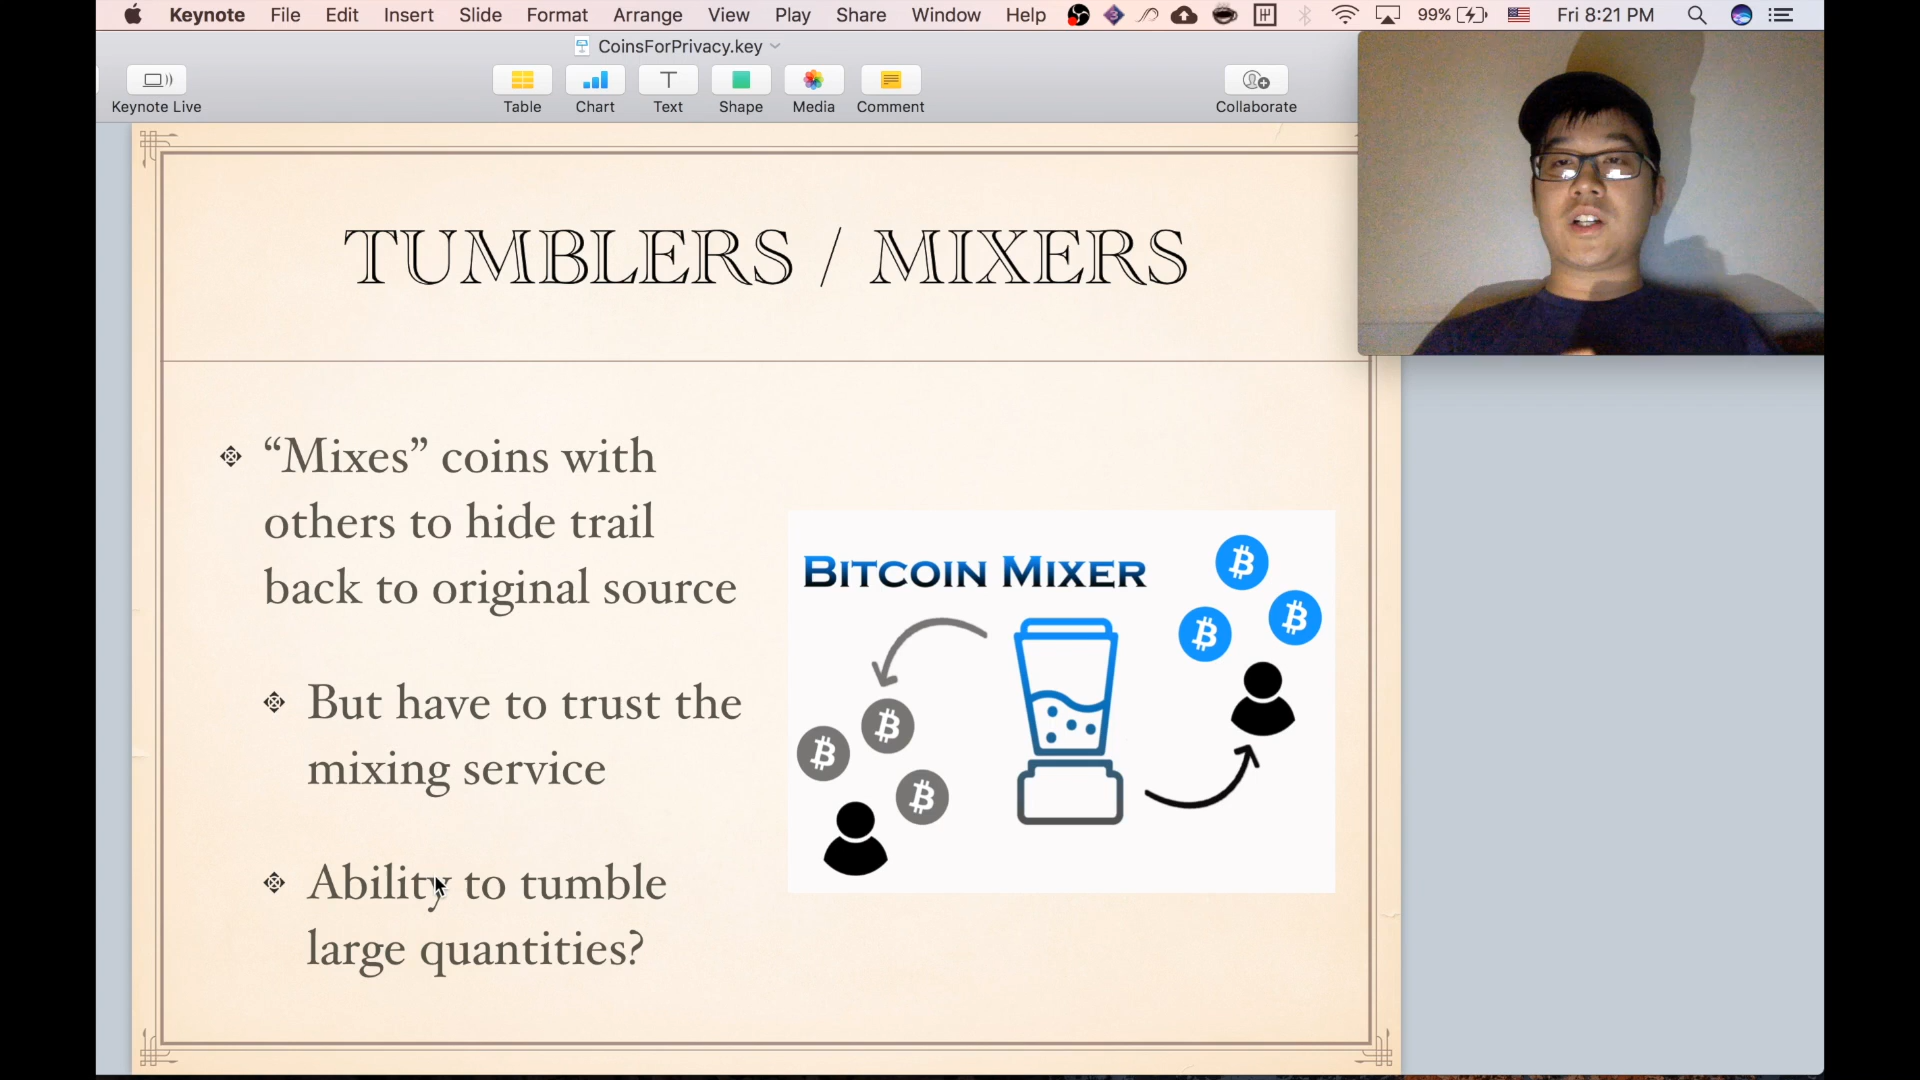 Keynote File Edit Insert Slide Format Arrange View Play Share Window Help 99% Fri 8:21 PM
CoinsForPrivacy.key
Keynote Live Table Chart Text Shape Media Comment Collaborate
TUMBLERS / MIXERS
“Mixes” coins with
others to hide trail
back to original source
But have to trust the
mixing service
Ability to tumble
large quantities?
BITCOIN MIXER